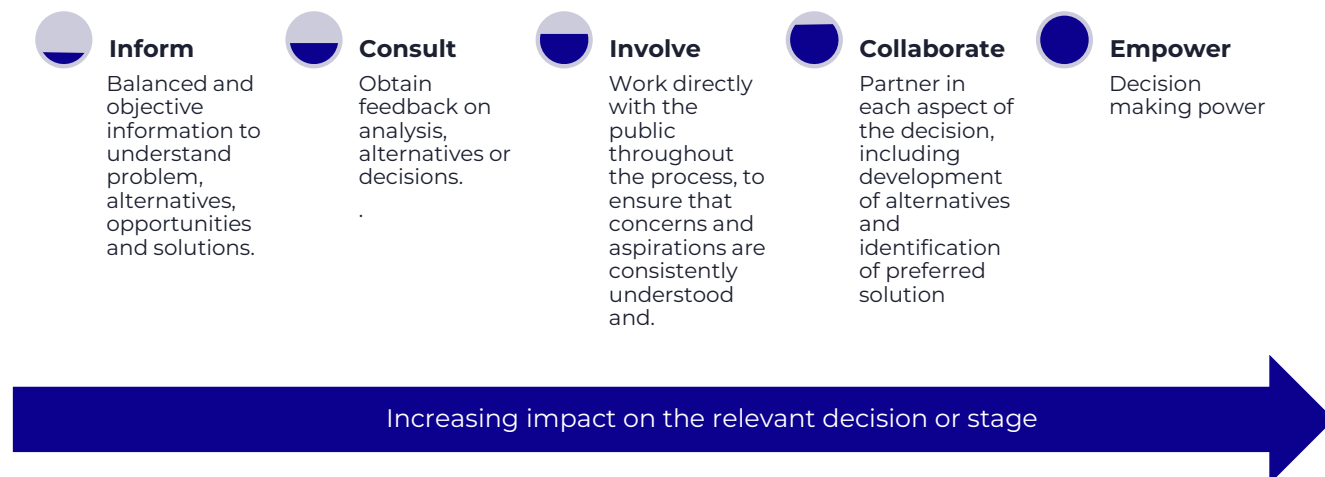 Inform
Balanced and
objective
information to
understand
problem,
alternatives,
opportunities
and solutions.
Consult
Obtain
feedback on
analysis,
alternatives or
decisions.
.
Involve
Work directly
with the
public
throughout
the process, to
ensure that
concerns and
aspirations are
consistently
understood
and.
Collaborate
Partner in
each aspect of
the decision,
including
development
of alternatives
and
identification
of preferred
solution
Empower
Decision
making power
Increasing impact on the relevant decision or stage